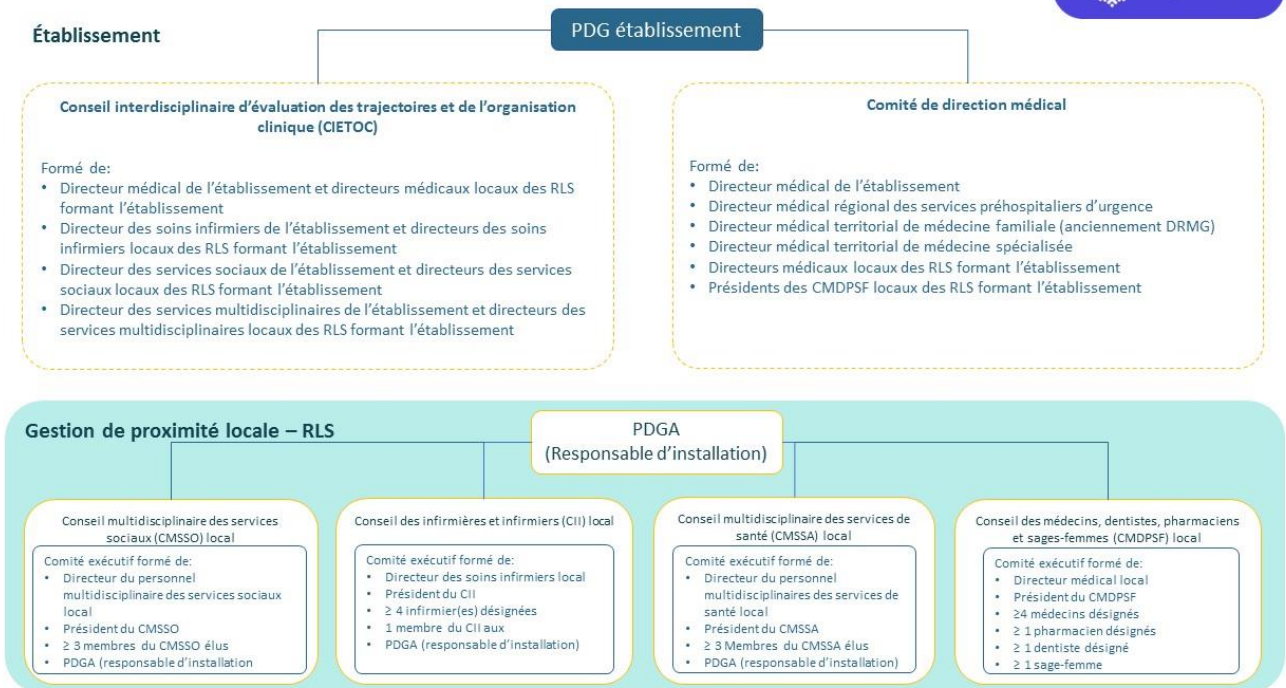 Établissement
PDG établissement
Conseil interdisciplinaire d'évaluation des trajectoires et de l'organisation
clinique (CIETOC)
Formé de:
• Directeur médical de l'établissement et directeurs médicaux locaux des RLS
formant l'établissement
• Directeur des soins infirmiers de l'établissement et directeurs des soins
infirmiers locaux des RLS formant l'établissement
• Directeur des services sociaux de l'établissement et directeurs des services
sociaux locaux des RLS formant l'établissement
• Directeur des services multidisciplinaires de l'établissement et directeurs des
services multidisciplinaires locaux des RLS formant l'établissement
Comité de direction médical
Formé de:
• Directeur médical de l'établissement
• Directeur médical régional des services préhospitaliers d'urgence
• Directeur médical territorial de médecine familiale (anciennement DRMG)
• Directeur médical territorial de médecine spécialisée
• Directeurs médicaux locaux des RLS formant l'établissement
• Présidents des CMDPSF locaux des RLS formant l'établissement
Gestion de proximité locale – RLS
PDGA
(Responsable d'installation)
Conseil multidisciplinaire des services
sociaux (CMSSO) local
Comité exécutif formé de:
• Directeur du personnel
multidisciplinaire des services sociaux
local
• Président du CMSSO
• ≥ 3 membres du CMSSO élus
• PDGA (responsable d'installation
Conseil des infirmières et infirmiers (CII) local
Comité exécutif formé de:
• Directeur des soins infirmiers local
• Président du CII
• ≥ 4 infirmier(es) désignées
• 1 membre du CII aux
• PDGA (responsable d'installation)
Conseil multidisciplinaire des services de
santé (CMSSA) local
Comité exécutif formé de:
• Directeur du personnel
multidisciplinaires des services de
santé local
• Président du CMSSA
• ≥ 3 Membres du CMSSA élus
• PDGA (responsable d'installation)
Conseil des médecins, dentistes, pharmaciens
et sages-femmes (CMDPSF) local
Comité exécutif formé de:
• Directeur médical local
• Président du CMDPSF
• ≥4 médecins désignés
• ≥ 1 pharmacien désignés
• ≥ 1 dentiste désigné
• ≥ 1 sage-femme